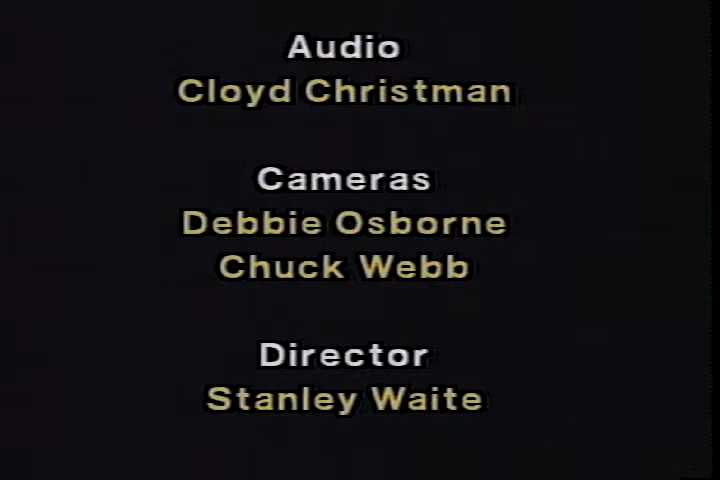 Audio
Cloyd Christman
Cameras
Debbie Osborne
Chuck Webb
Director
Stanley Waite